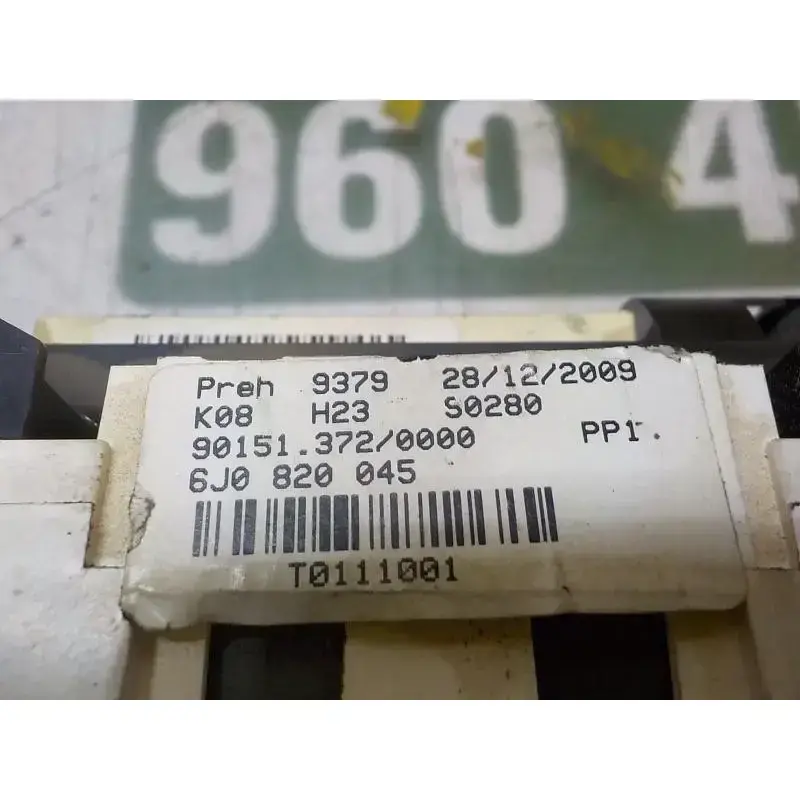 960 4
Preh 9379 28/12/2009
K08 H23 S0280
90151.372/0000 PP1.
6J0 820 045
T0111001